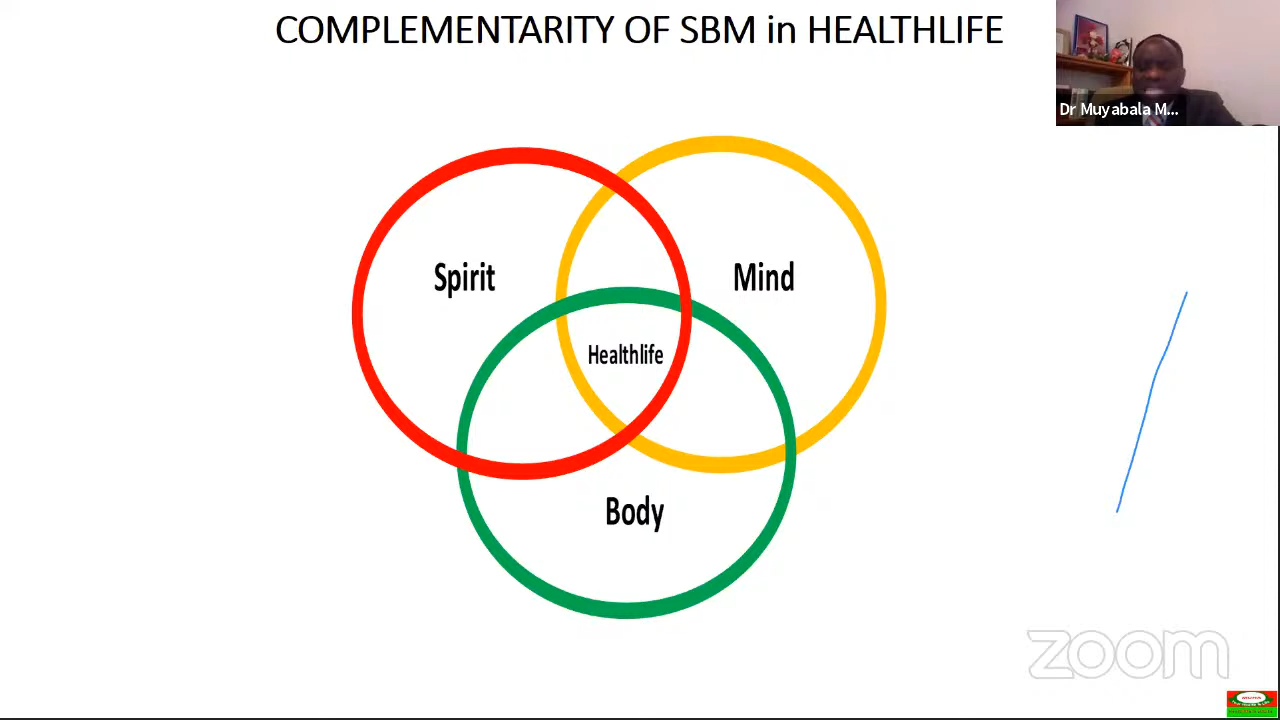 COMPLEMENTARITY OF SBM in HEALTHLIFE
Dr Muyabala M...
Spirit
Mind
Healthlife
Body
zoom